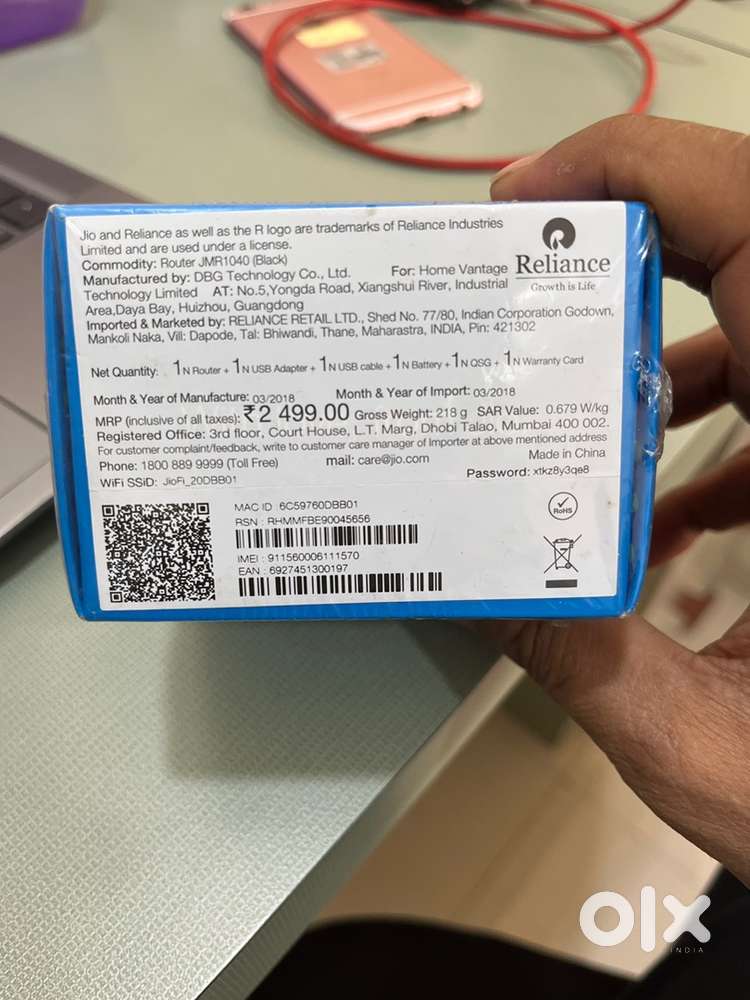 Jio and Reliance as well as the R logo are trademarks of Reliance Industries
Limited and are used under a license.
Commodity: Router JMR1040 (Black)
Manufactured by: DBG Technology Co., Ltd. For: Home Vantage
Technology Limited AT: No.5,Yongda Road, Xiangshui River, Industrial
Area,Daya Bay, Huizhou, Guangdong
Reliance
Growth is Life
Imported & Marketed by: RELIANCE RETAIL LTD., Shed No. 77/80, Indian Corporation Godown,
Mankoli Naka, Vill: Dapode, Tal: Bhiwandi, Thane, Maharastra, INDIA, Pin: 421302
Net Quantity: 1N Router + 1N USB Adapter + 1N USB cable + 1N Battery + 1N QSG + 1N Warranty Card
Month & Year of Manufacture: 03/2018 Month & Year of Import: 03/2018
MRP (inclusive of all taxes): ₹2 499.00 Gross Weight: 218 g SAR Value: 0.679 W/kg
Registered Office: 3rd floor, Court House, L.T. Marg, Dhobi Talao, Mumbai 400 002.
For customer complaint/feedback, write to customer care manager of Importer at above mentioned address
Phone: 1800 889 9999 (Toll Free) mail: care@jio.com Made in China
WiFi SSiD: JioFi_20DBB01 Password: xtkz8y3qe8
MAC ID : 6C59760DBB01
RSN : RHMMFBE90045656
IMEI : 911560006111570
EAN : 6927451300197
RoHS
olx
INDIA